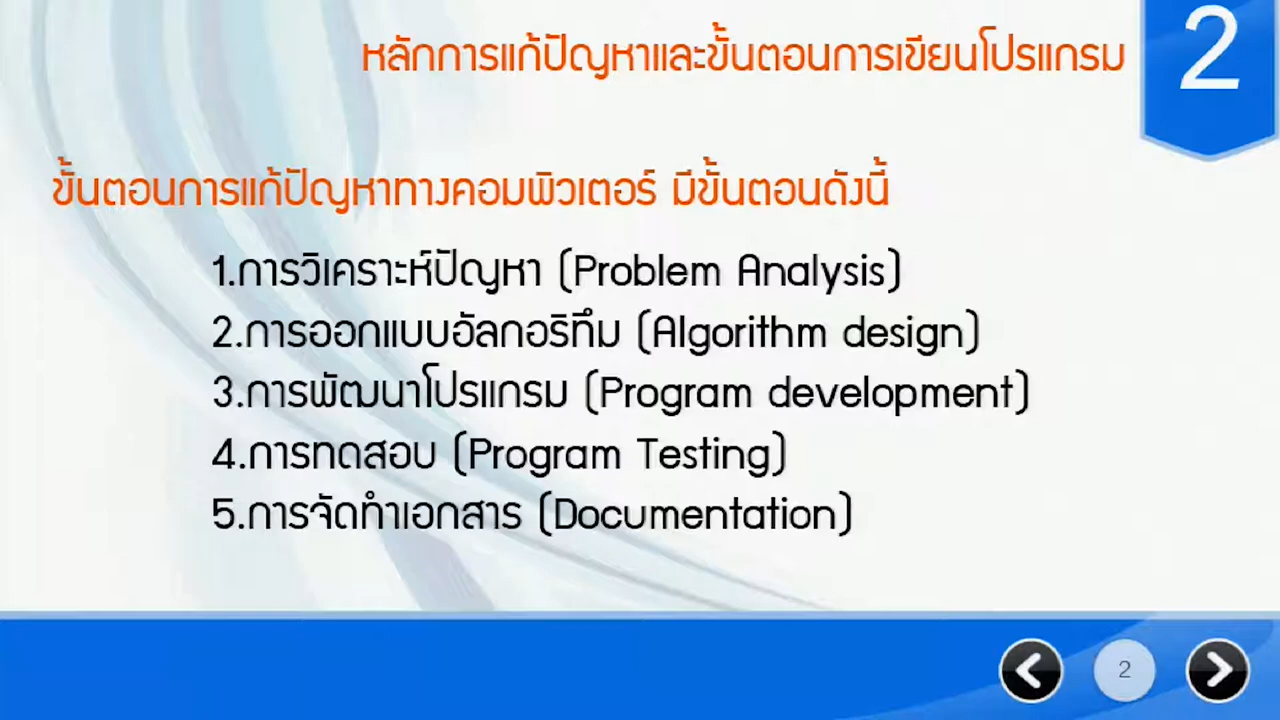 หลักการแก้ปัญหาและขั้นตอนการเขียนโปรแกรม
2
ขั้นตอนการแก้ปัญหาทางคอมพิวเตอร์ มีขั้นตอนดังนี้
1.การวิเคราะห์ปัญหา (Problem Analysis)
2.การออกแบบอัลกอริทึม (Algorithm design)
3.การพัฒนาโปรแกรม (Program development)
4.การทดสอบ (Program Testing)
5.การจัดทำเอกสาร (Documentation)
2